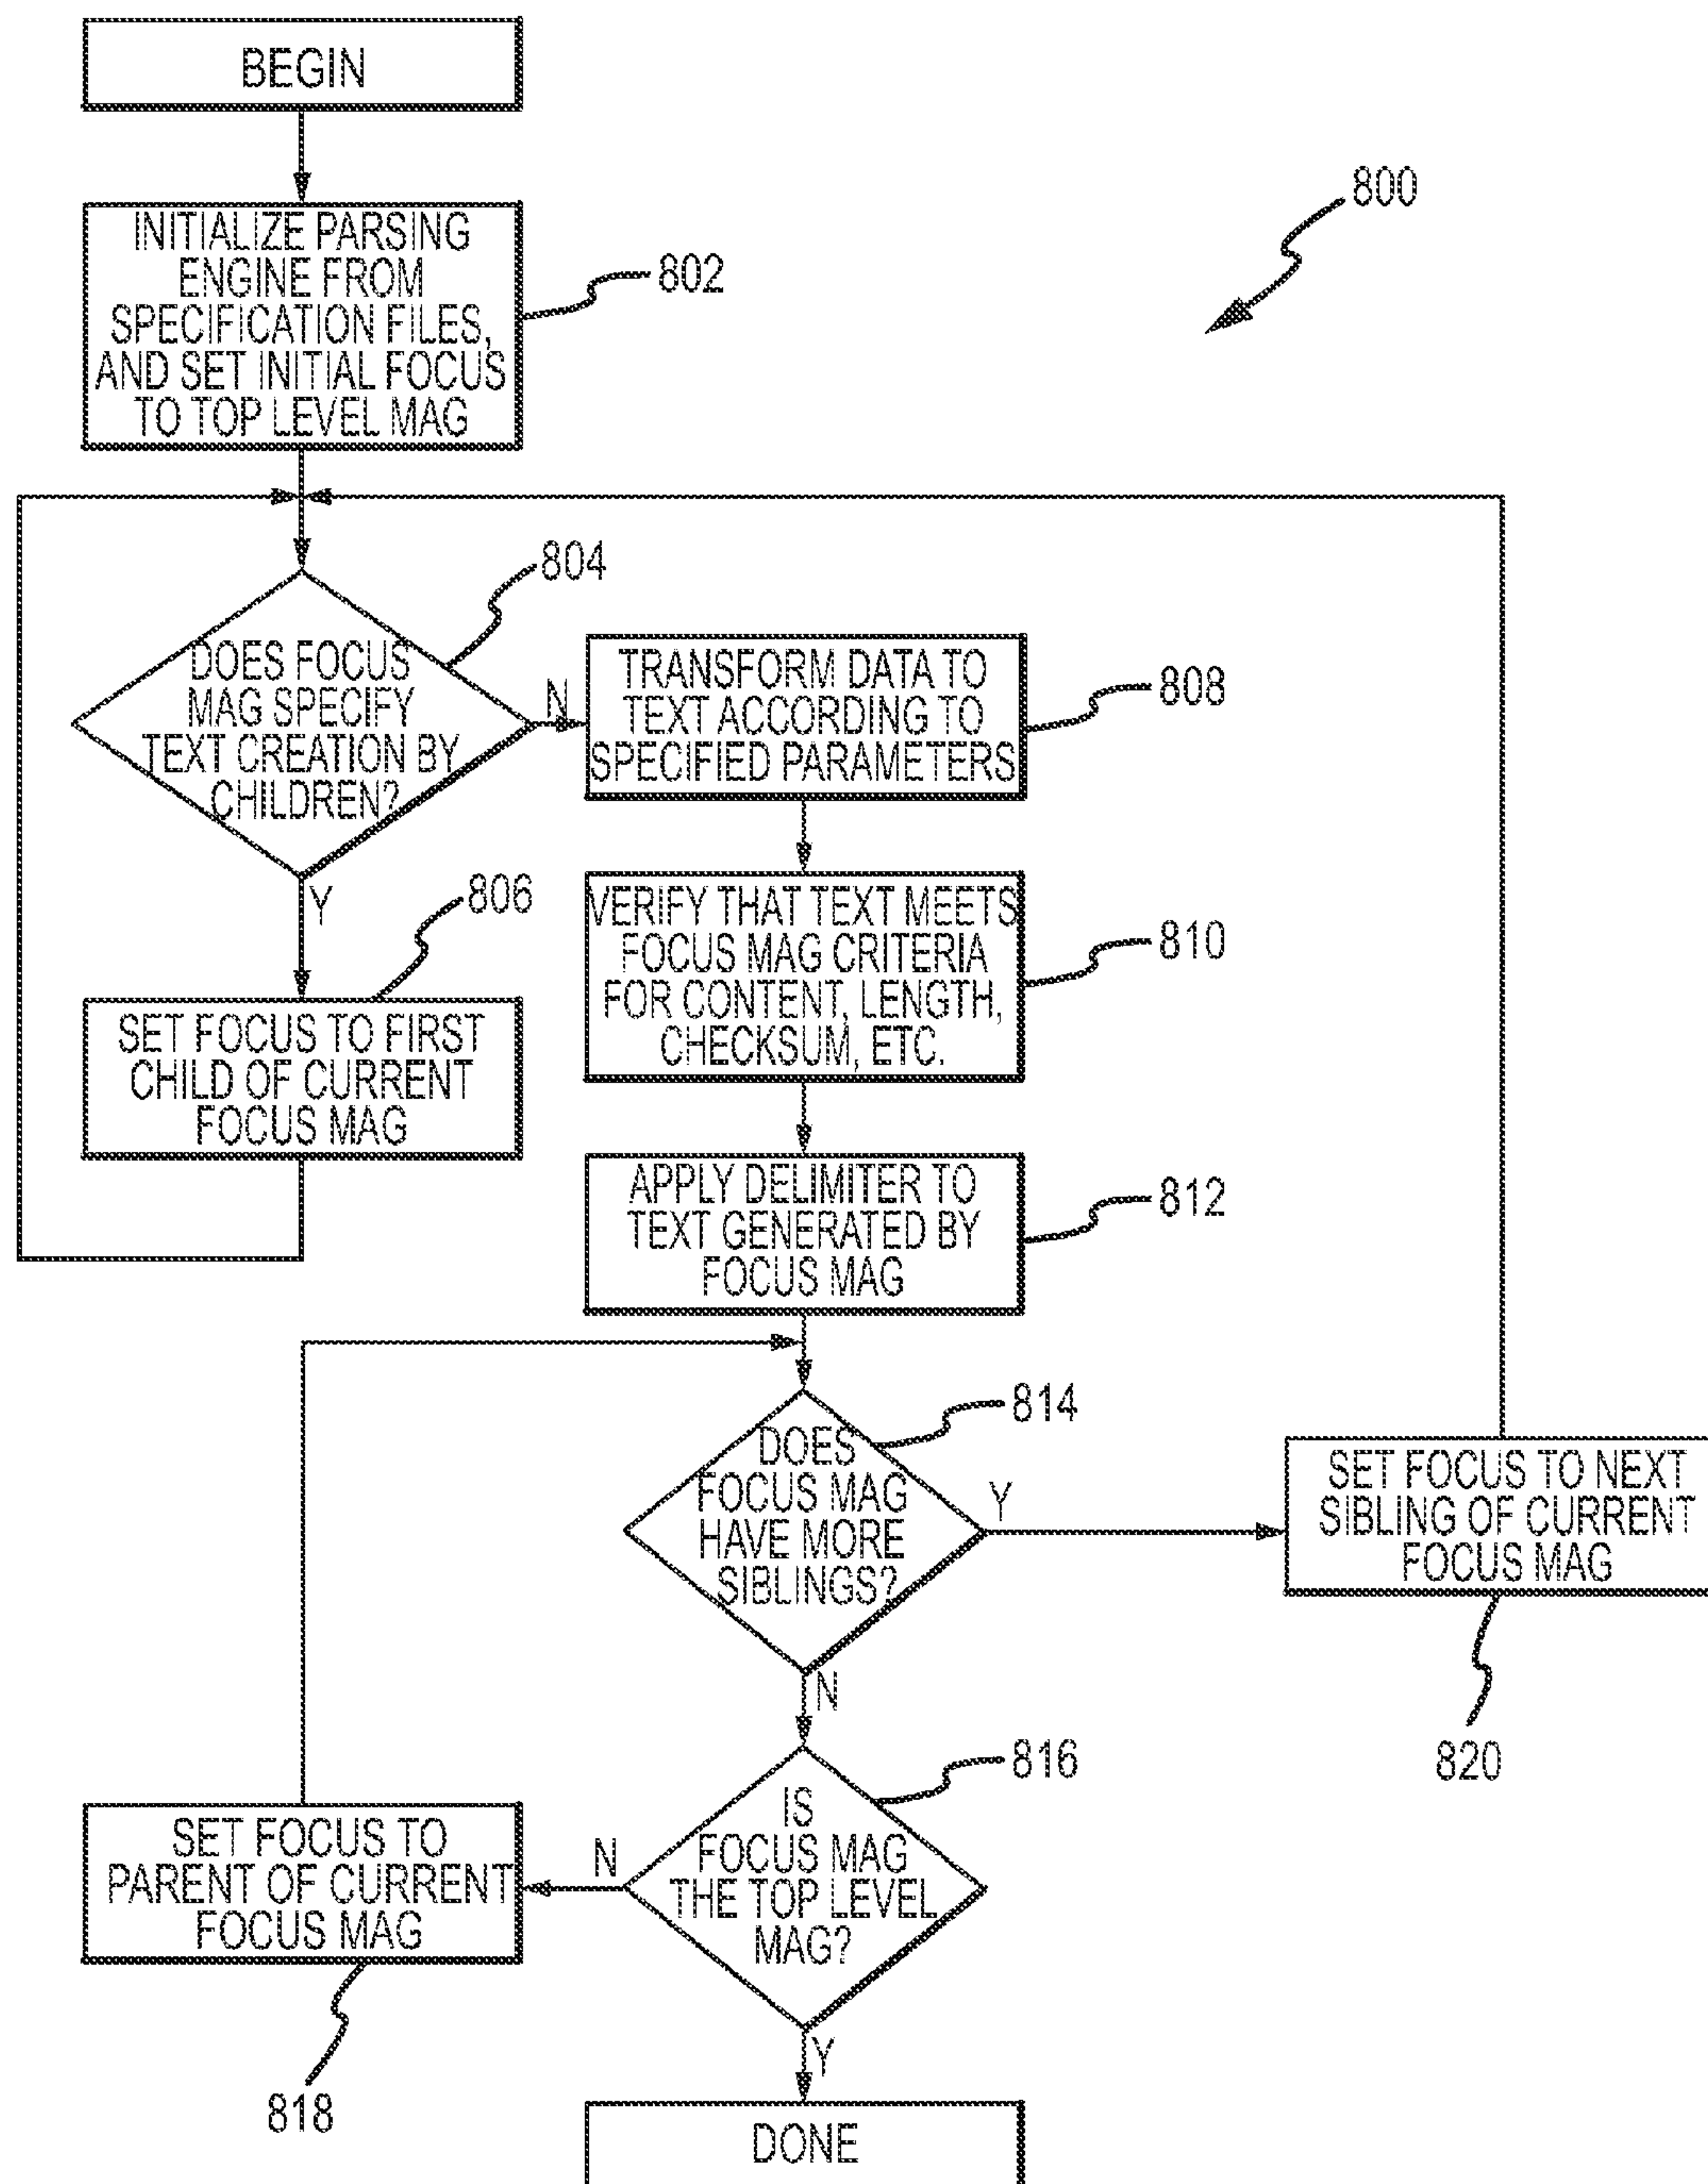 BEGIN
800
INITIALIZE PARSING
ENGINE FROM
SPECIFICATION FILES,
AND SET INITIAL FOCUS
TO TOP LEVEL MAG
802
804
DOES FOCUS
MAG SPECIFY
TEXT CREATION BY
CHILDREN?
N
Y
TRANSFORM DATA TO
TEXT ACCORDING TO
SPECIFIED PARAMETERS
808
806
SET FOCUS TO FIRST
CHILD OF CURRENT
FOCUS MAG
VERIFY THAT TEXT MEETS
FOCUS MAG CRITERIA
FOR CONTENT, LENGTH,
CHECKSUM, ETC.
810
APPLY DELIMITER TO
TEXT GENERATED BY
FOCUS MAG
812
814
DOES
FOCUS MAG
HAVE MORE
SIBLINGS?
Y
N
SET FOCUS TO NEXT
SIBLING OF CURRENT
FOCUS MAG
820
816
IS
FOCUS MAG
THE TOP LEVEL
MAG?
N
Y
SET FOCUS TO
PARENT OF CURRENT
FOCUS MAG
818
DONE